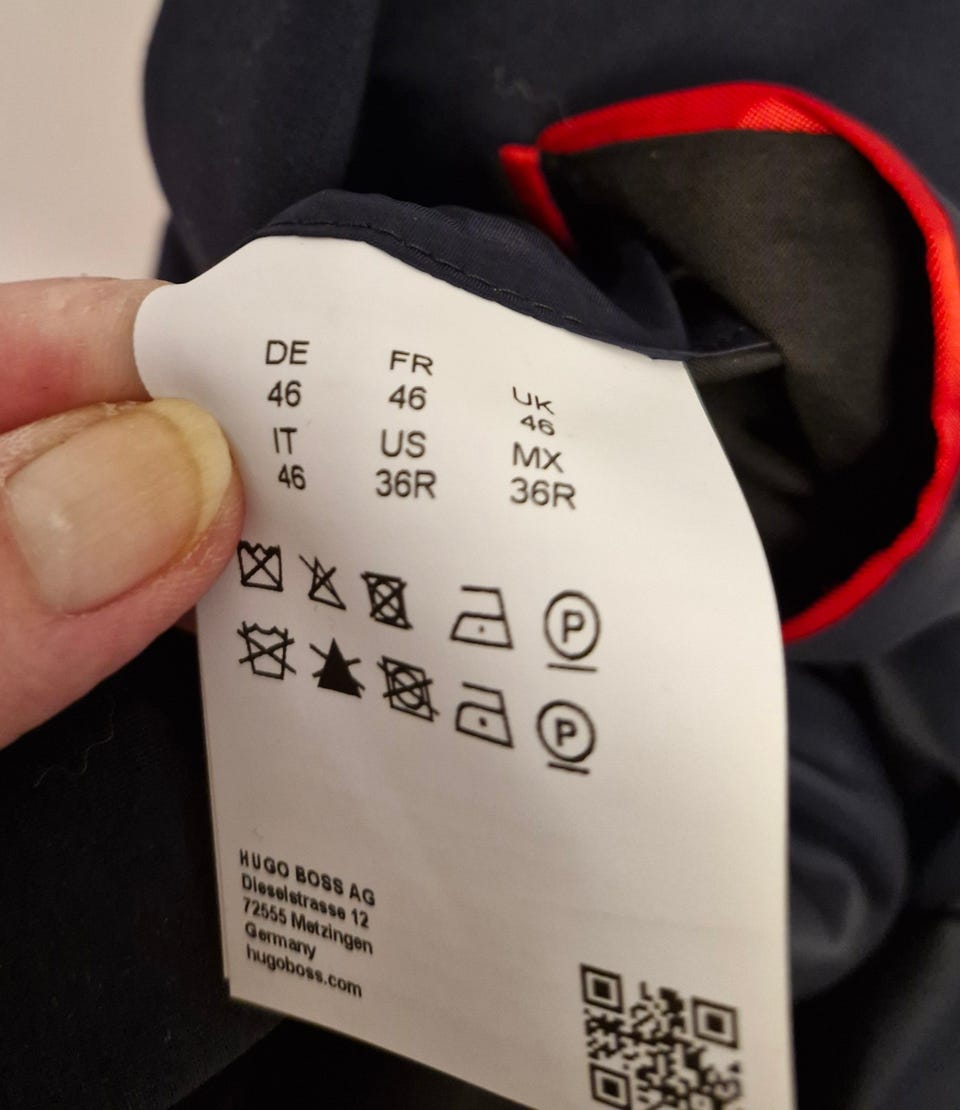 DE FR UK
46 46 46
IT US MX
46 36R 36R
P
P
HUGO BOSS AG
Dieselstrasse 12
72555 Metzingen
Germany
hugoboss.com